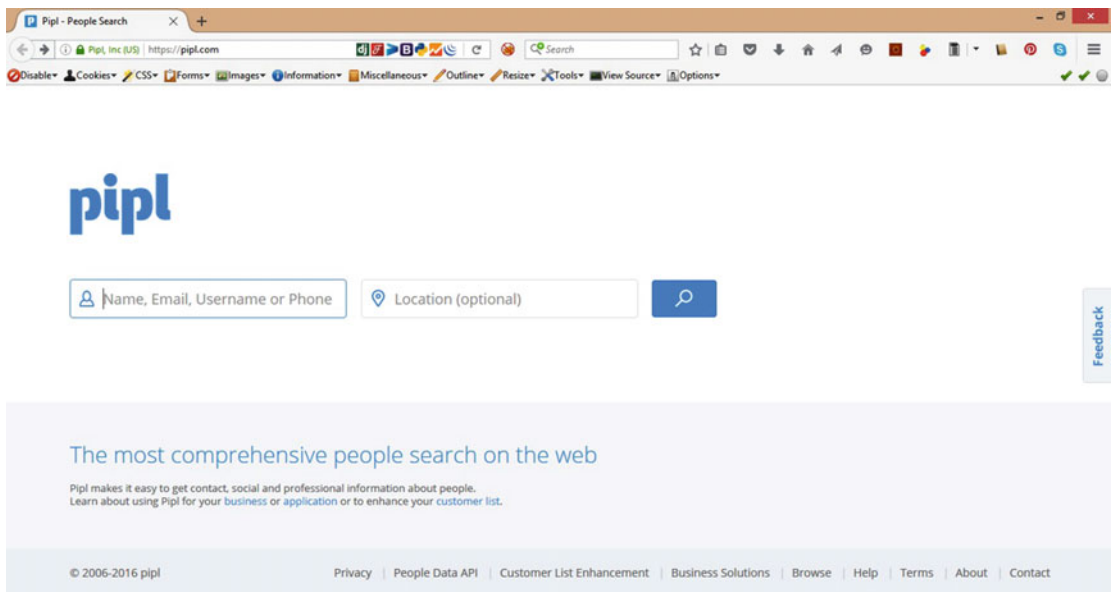 Pipl - People Search
Pipl, Inc (US) https://pipl.com
Search
Disable Cookies CSS Forms Images Information Miscellaneous Outline Resize Tools View Source Options
pipl
Name, Email, Username or Phone
Location (optional)
Feedback
The most comprehensive people search on the web
Pipl makes it easy to get contact, social and professional information about people.
Learn about using Pipl for your business or application or to enhance your customer list.
© 2006-2016 pipl Privacy | People Data API | Customer List Enhancement | Business Solutions | Browse | Help | Terms | About | Contact